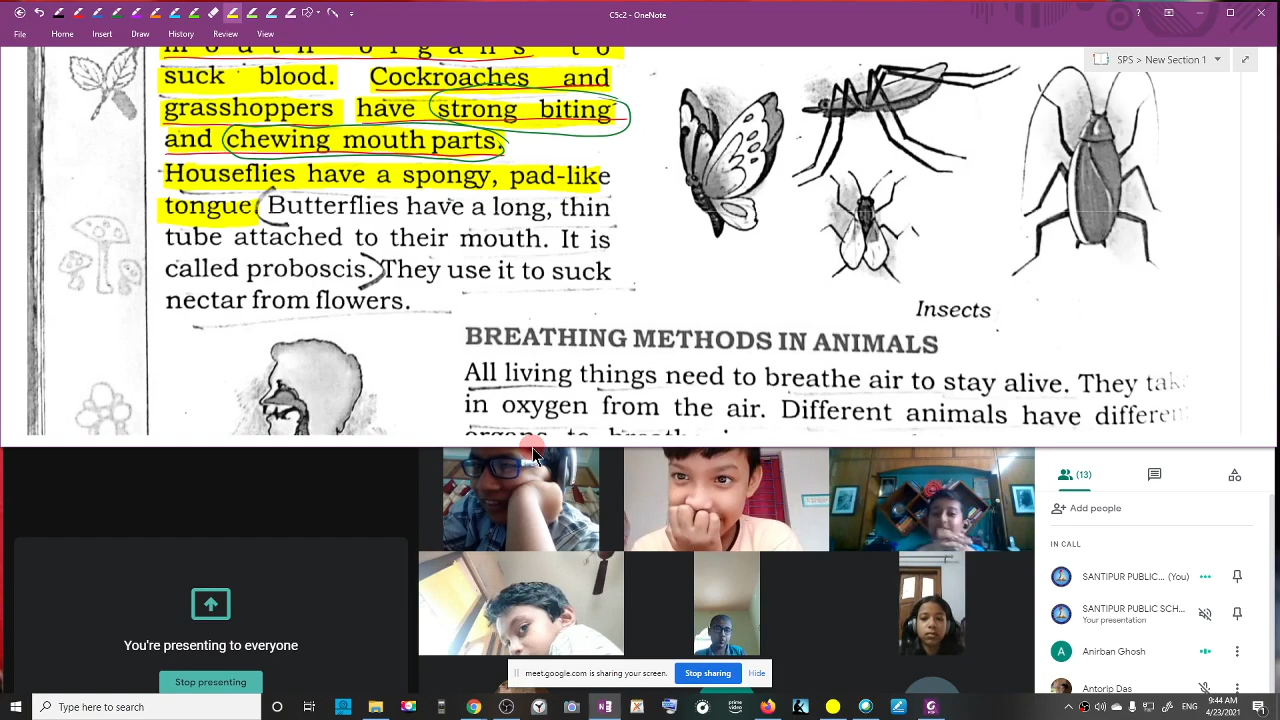 CSc2 - OneNote
File Home Insert Draw History Review View
SPS Section 1
mouth organs to
suck blood. Cockroaches and
grasshoppers have strong biting
and chewing mouth parts.
Houseflies have a spongy, pad-like
tongue. Butterflies have a long, thin
tube attached to their mouth. It is
called proboscis. They use it to suck
nectar from flowers.
Insects
BREATHING METHODS IN ANIMALS
All living things need to breathe air to stay alive. They
in oxygen from the air. Different animals have
(13)
Add people
IN CALL
SANTIPUR PUBLIC... (You)
SANTIPUR PUBLIC SCH...
Your presentation
Anirban Ghosh
Antorip Das
You're presenting to everyone
Stop presenting
meet.google.com is sharing your screen. Stop sharing Hide
Type here to search
prime video
ENG
9:44 AM
4/23/2021